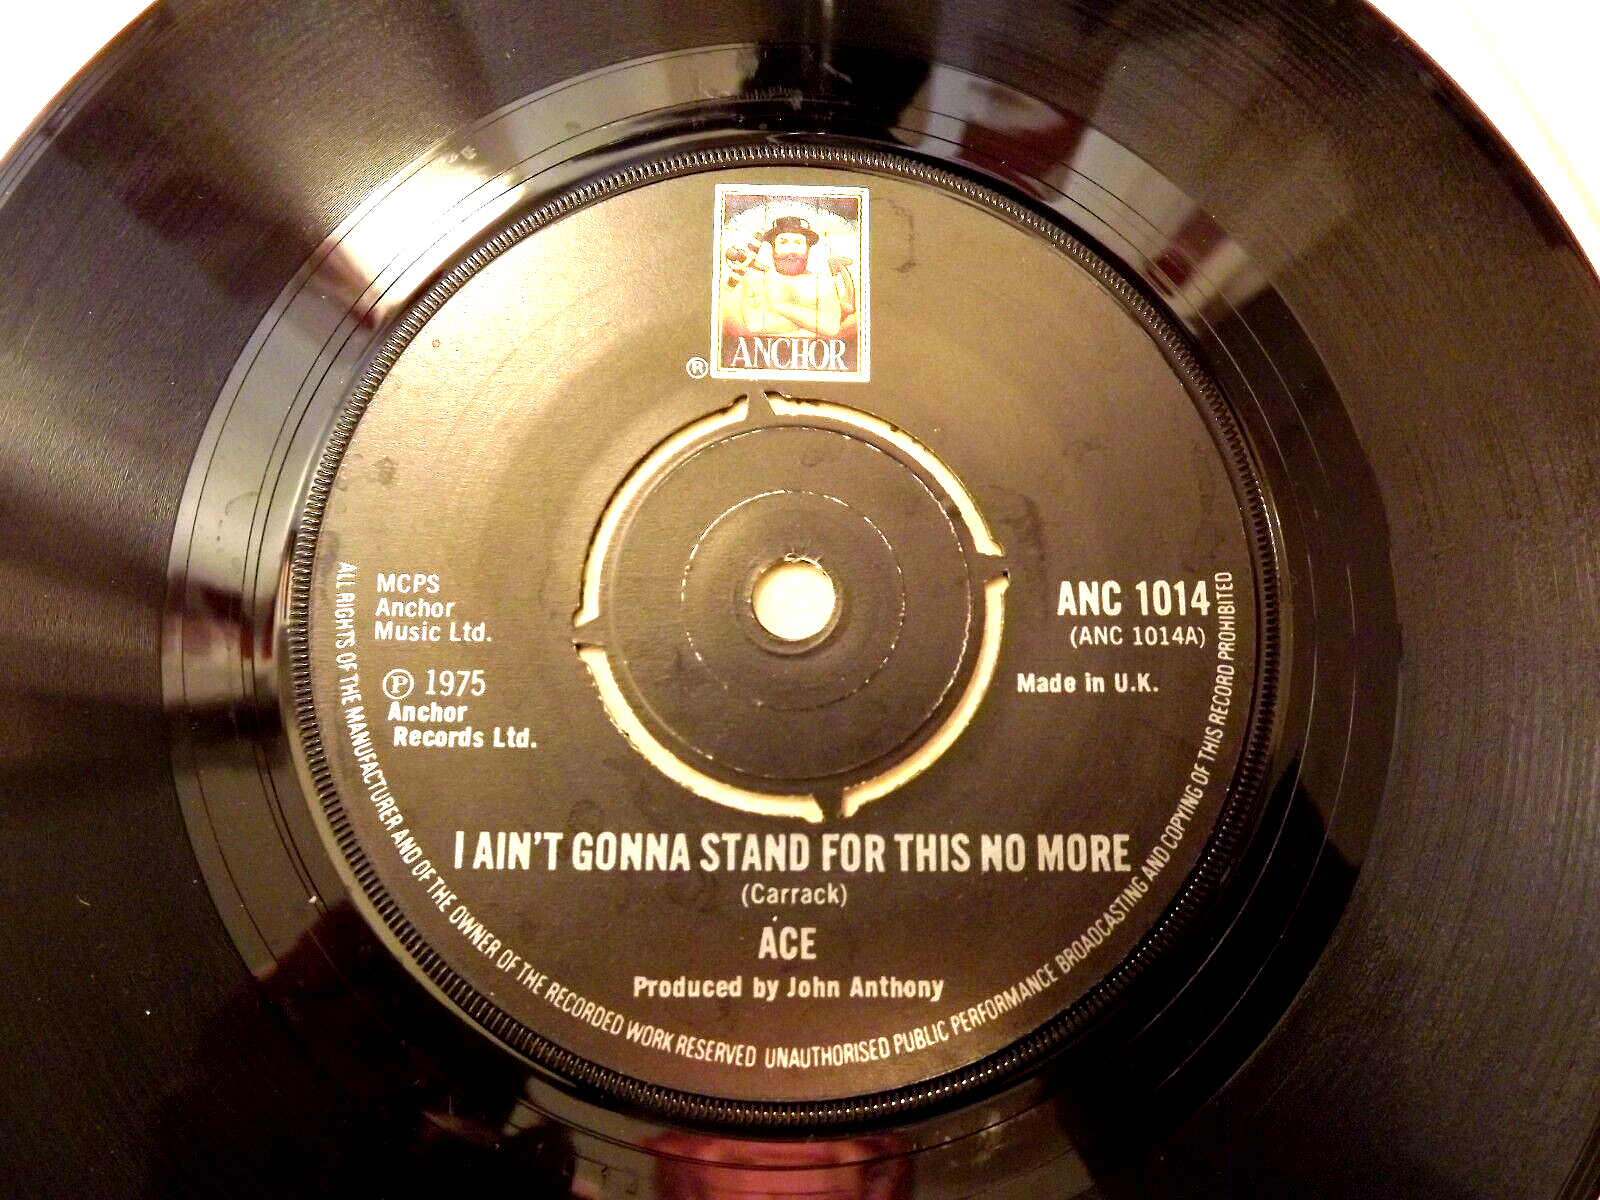 ANCHOR
®
MCPS
Anchor
Music Ltd.
℗ 1975
Anchor
Records Ltd.
ANC 1014
(ANC 1014A)
Made in U.K.
I AIN'T GONNA STAND FOR THIS NO MORE
(Carrack)
ACE
Produced by John Anthony
ALL RIGHTS OF THE MANUFACTURER AND OF THE OWNER OF THE RECORDED WORK RESERVED UNAUTHORISED PUBLIC PERFORMANCE BROADCASTING AND COPYING OF THIS RECORD PROHIBITED